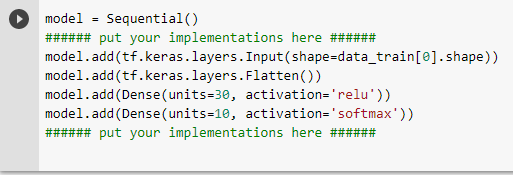 model = Sequential()
###### put your implementations here ######
model.add(tf.keras.layers.Input(shape=data_train[0].shape))
model.add(tf.keras.layers.Flatten())
model.add(Dense(units=30, activation='relu'))
model.add(Dense(units=10, activation='softmax'))
###### put your implementations here ######